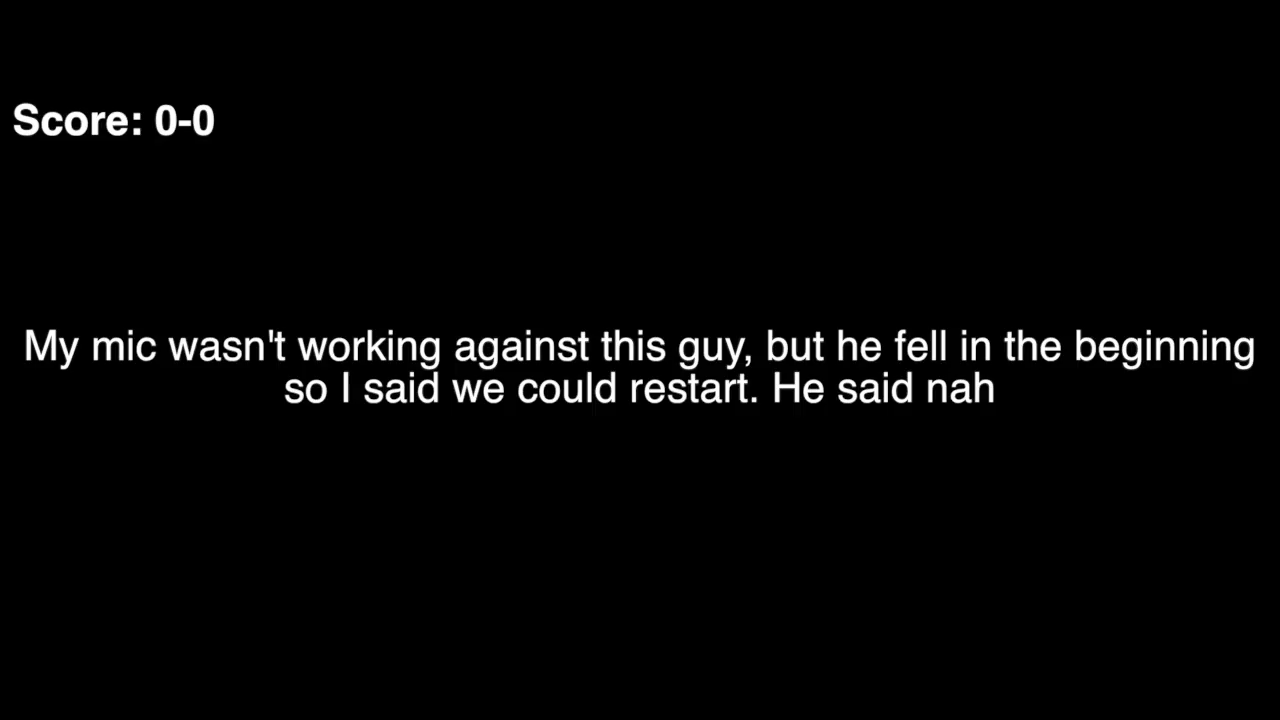 Score: 0-0
My mic wasn't working against this guy, but he fell in the beginning
so I said we could restart. He said nah